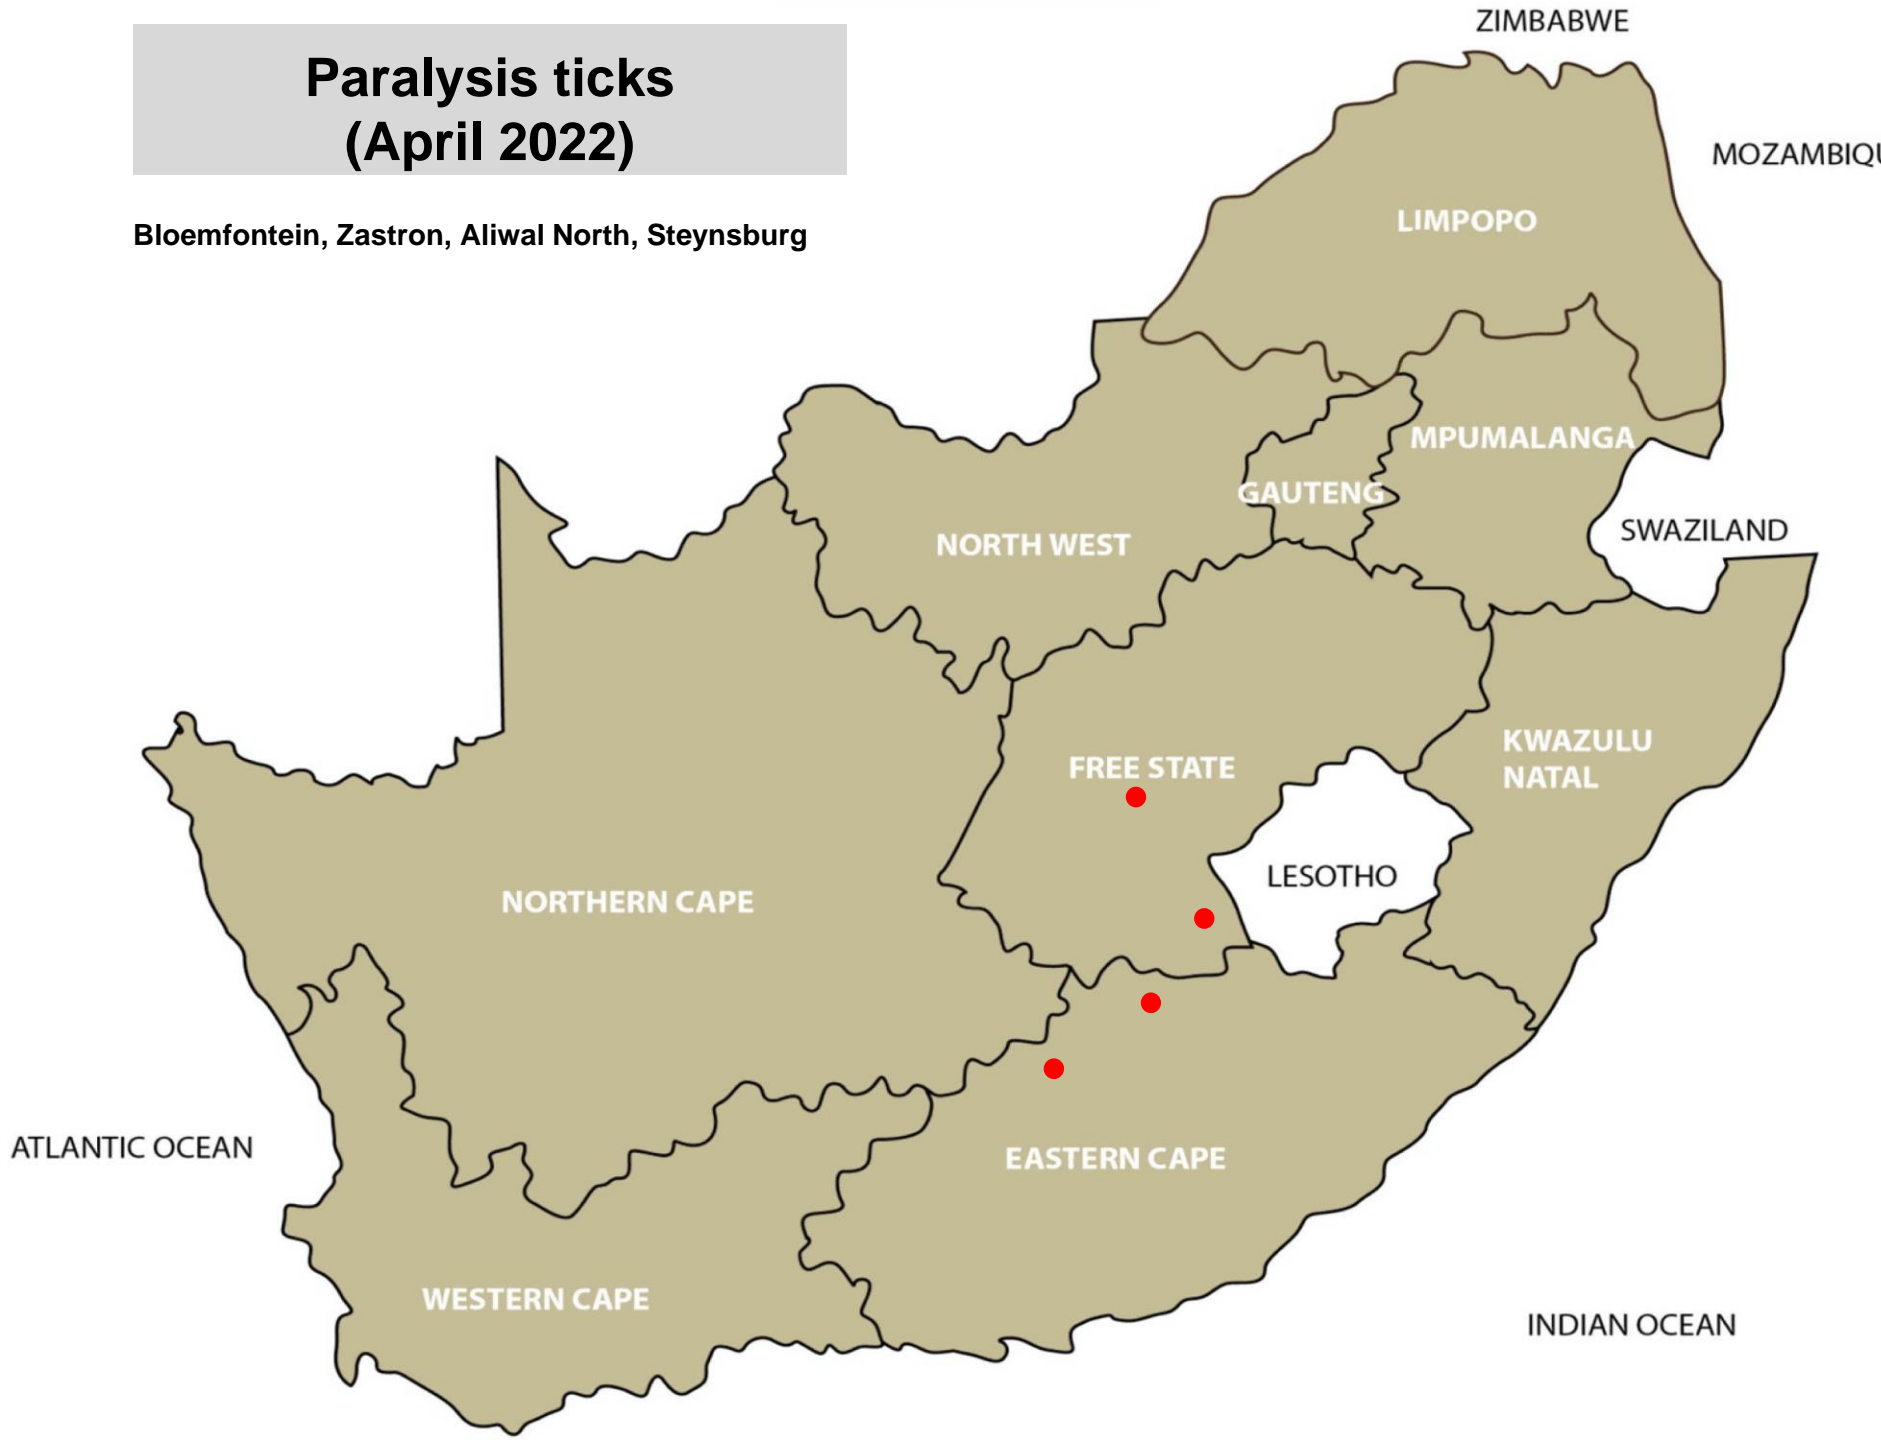 ZIMBABWE
Paralysis ticks
(April 2022)
MOZAMBIQU
LIMPOPO
Bloemfontein, Zastron, Aliwal North, Steynsburg
MPUMALANGA
GAUTENG
SWAZILAND
NORTH WEST
KWAZULU
NATAL
FREE STATE
LESOTHO
NORTHERN CAPE
ATLANTIC OCEAN
EASTERN CAPE
WESTERN CAPE
INDIAN OCEAN